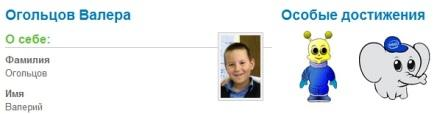 Огольцов Валера
Особые достижения
О себе:
Фамилия
Огольцов
Имя
Валерий